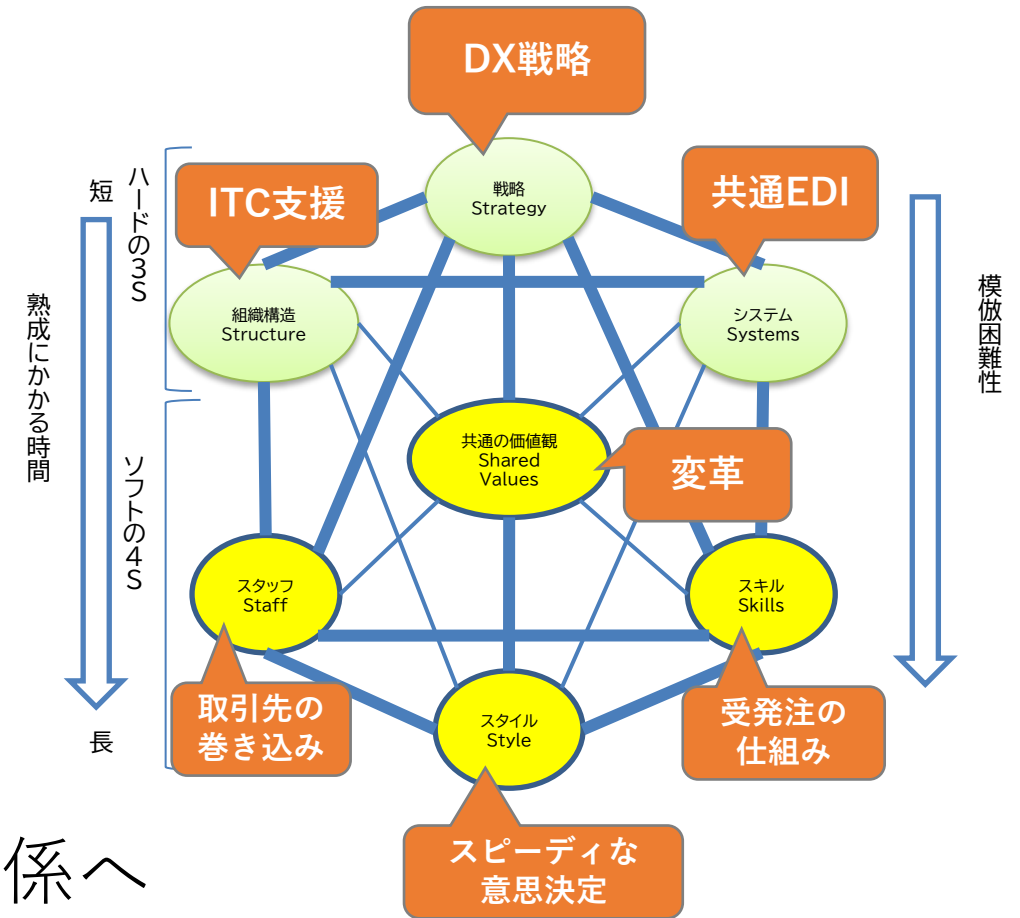 DX戦略
戦略
Strategy
ITC支援
共通EDI
短
ハードの3S
組織構造
Structure
システム
Systems
熟成にかかる時間
模倣困難性
共通の価値観
Shared
Values
変革
ソフトの4S
スタッフ
Staff
スキル
Skills
取引先の
巻き込み
スタイル
Style
受発注の
仕組み
長
スピーディな
意思決定
係へ